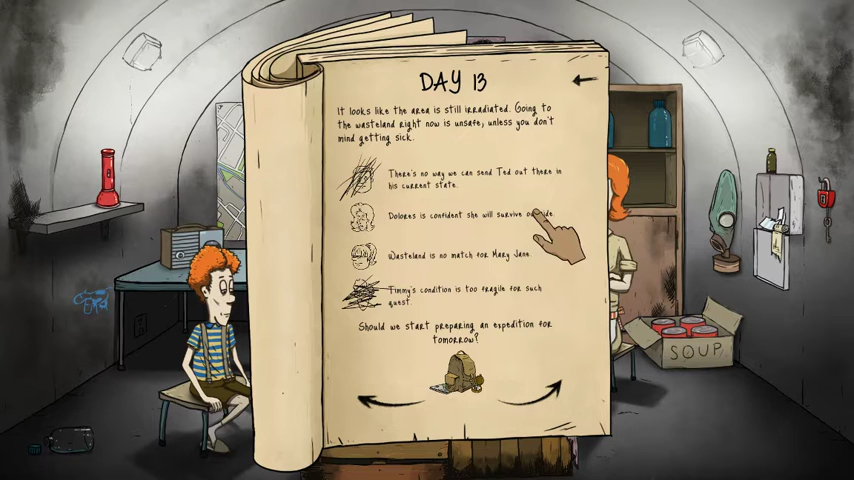 DAY 13
It looks like the area is still irradiated. Going to
the wasteland right now is unsafe, unless you don't
mind getting sick.
There's no way we can send Ted out there in
his current state.
Dolores is confident she will survive
Wasteland is no match for Mary Jane.
Timmy's condition is too fragile for such
quest.
Should we start preparing an expedition for
tomorrow?
SOUP